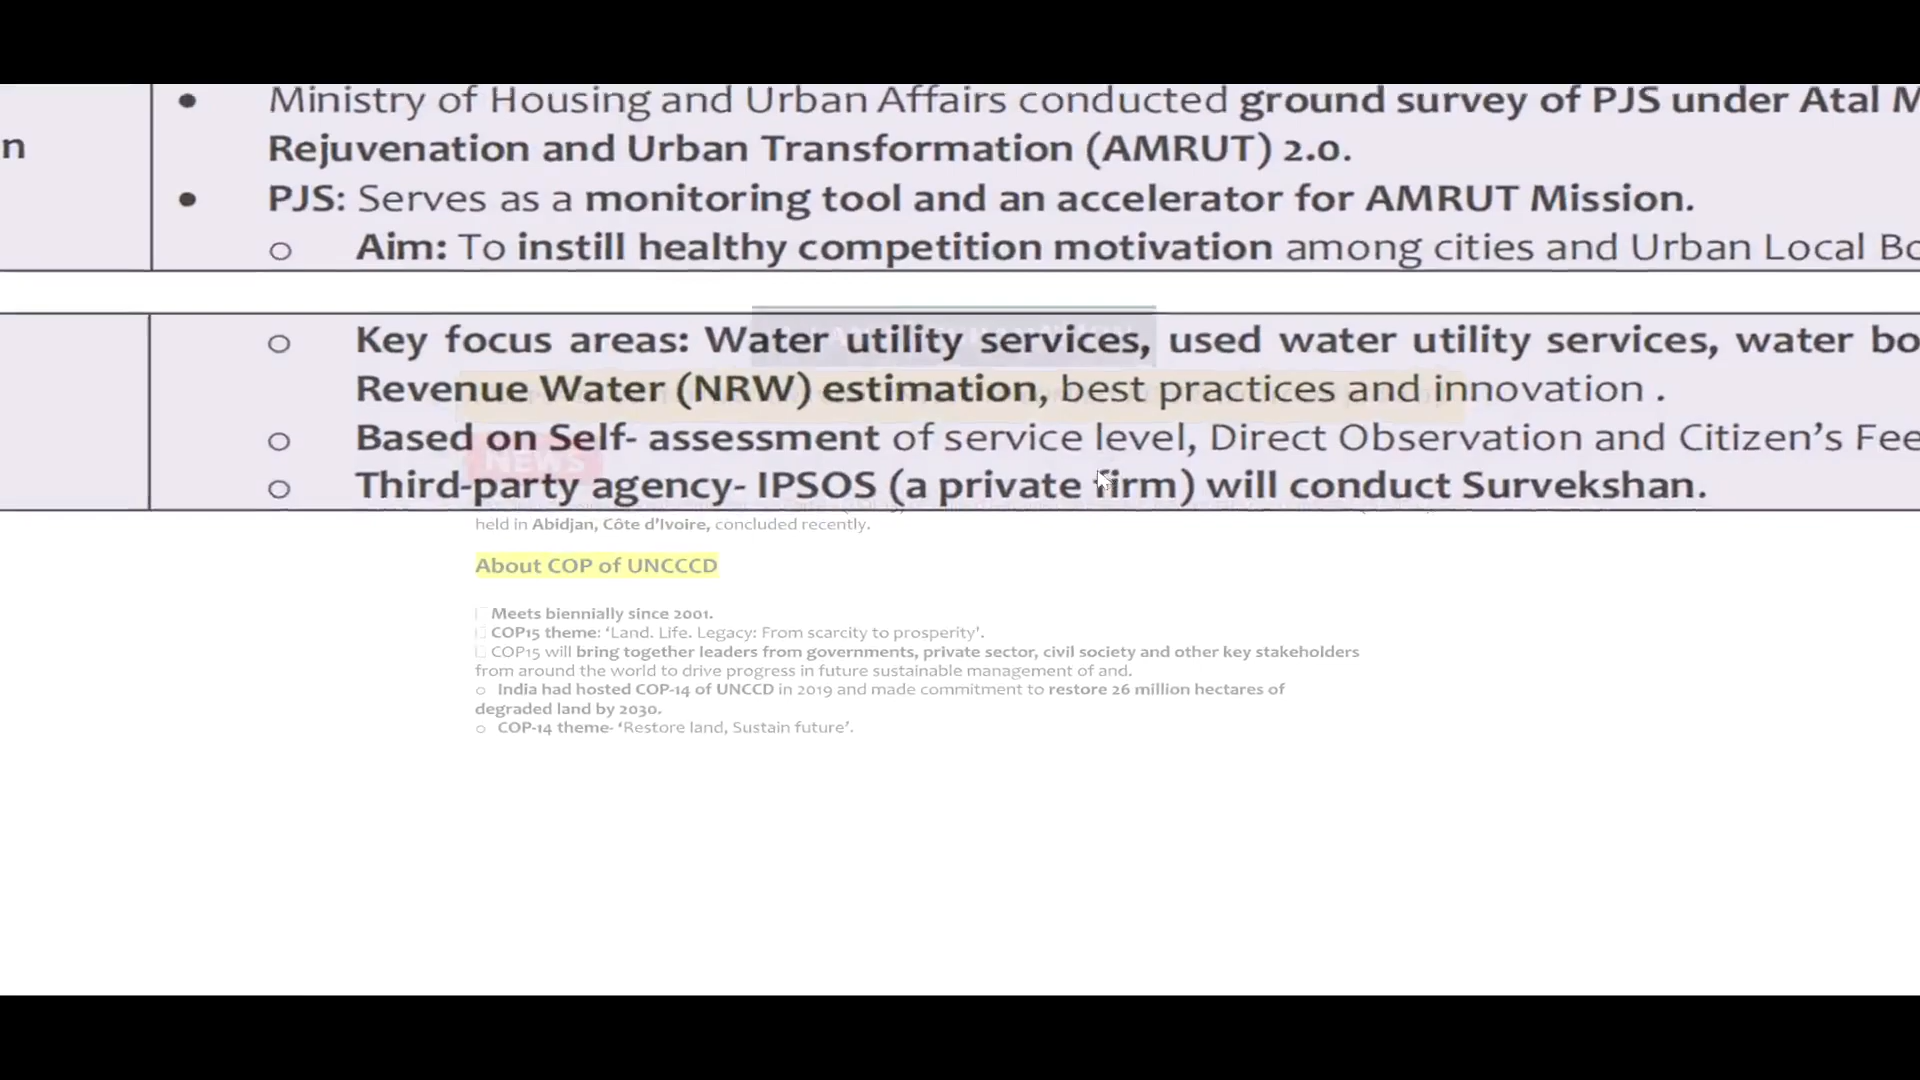 • Ministry of Housing and Urban Affairs conducted ground survey of PJS under Atal M
n
Rejuvenation and Urban Transformation (AMRUT) 2.0.
• PJS: Serves as a monitoring tool and an accelerator for AMRUT Mission.
o Aim: To instill healthy competition motivation among cities and Urban Local Bo
o Key focus areas: Water utility services, used water utility services, water bo
Revenue Water (NRW) estimation, best practices and innovation .
o Based on Self- assessment of service level, Direct Observation and Citizen’s Fee
NEWS
o Third-party agency- IPSOS (a private firm) will conduct Survekshan.
held in Abidjan, Côte d’Ivoire, concluded recently.
About COP of UNCCCD
Meets biennially since 2001.
COP15 theme: ‘Land. Life. Legacy: From scarcity to prosperity’.
COP15 will bring together leaders from governments, private sector, civil society and other key stakeholders
from around the world to drive progress in future sustainable management of and.
o India had hosted COP-14 of UNCCD in 2019 and made commitment to restore 26 million hectares of
degraded land by 2030.
o COP-14 theme- ‘Restore land, Sustain future’.